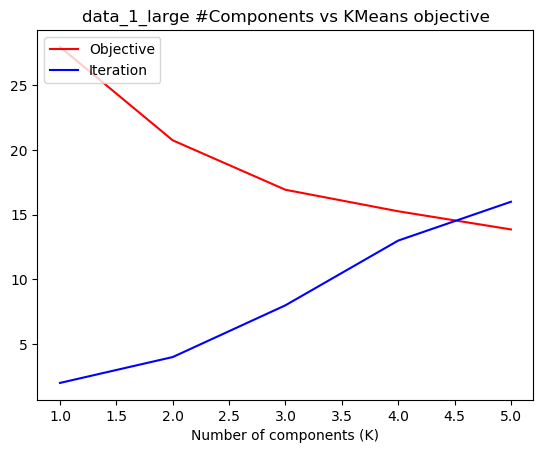 data_1_large #Components vs KMeans objective
Objective
Iteration
25
20
15
10
5
1.0 1.5 2.0 2.5 3.0 3.5 4.0 4.5 5.0
Number of components (K)